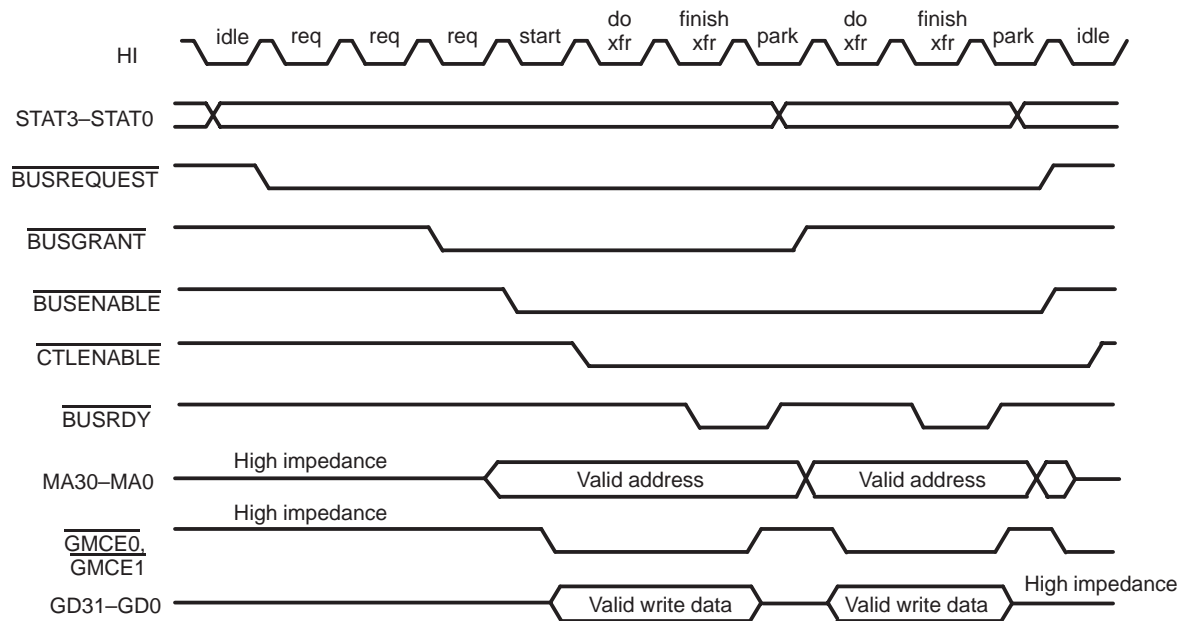 HI
idle req req req start do xfr finish xfr park do xfr finish xfr park idle
STAT3–STAT0
BUSREQUEST
BUSGRANT
BUSENABLE
CTLENABLE
BUSRDY
MA30–MA0 High impedance Valid address Valid address
GMCE0, High impedance
GMCE1
GD31–GD0 Valid write data Valid write data High impedance